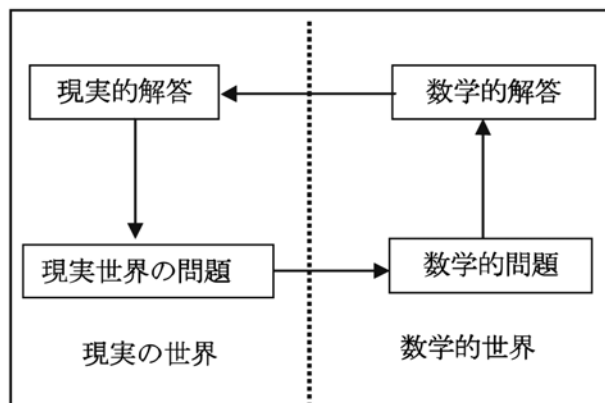 現実的解答
数学的解答
現実世界の問題
数学的問題
現実の世界
数学的世界